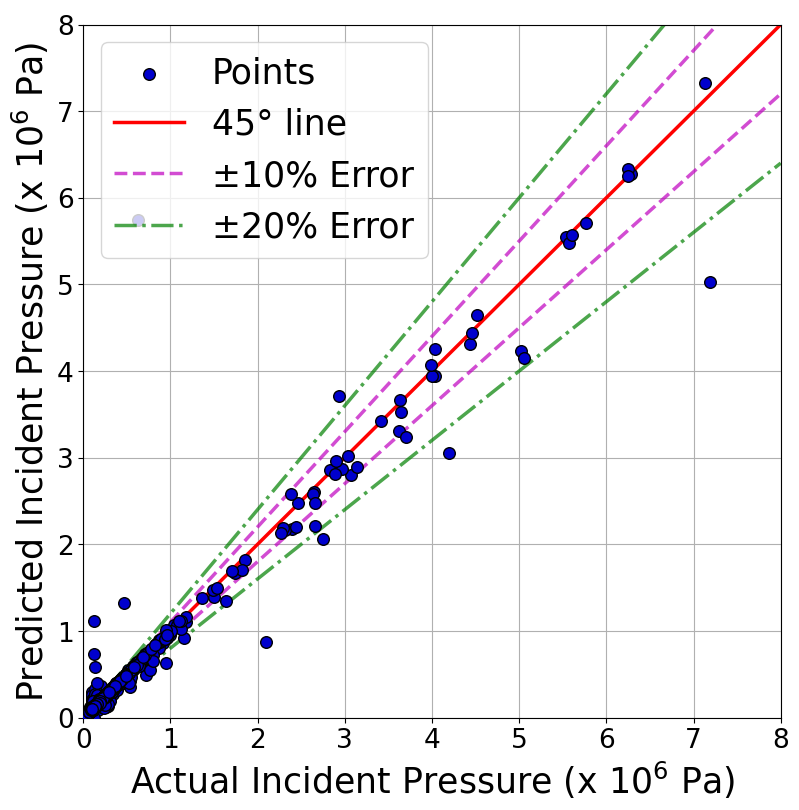 8
7
6
5
4
3
2
1
0
Predicted Incident Pressure (x 10⁶ Pa)
Points
45° line
±10% Error
±20% Error
0 1 2 3 4 5 6 7 8
Actual Incident Pressure (x 10⁶ Pa)